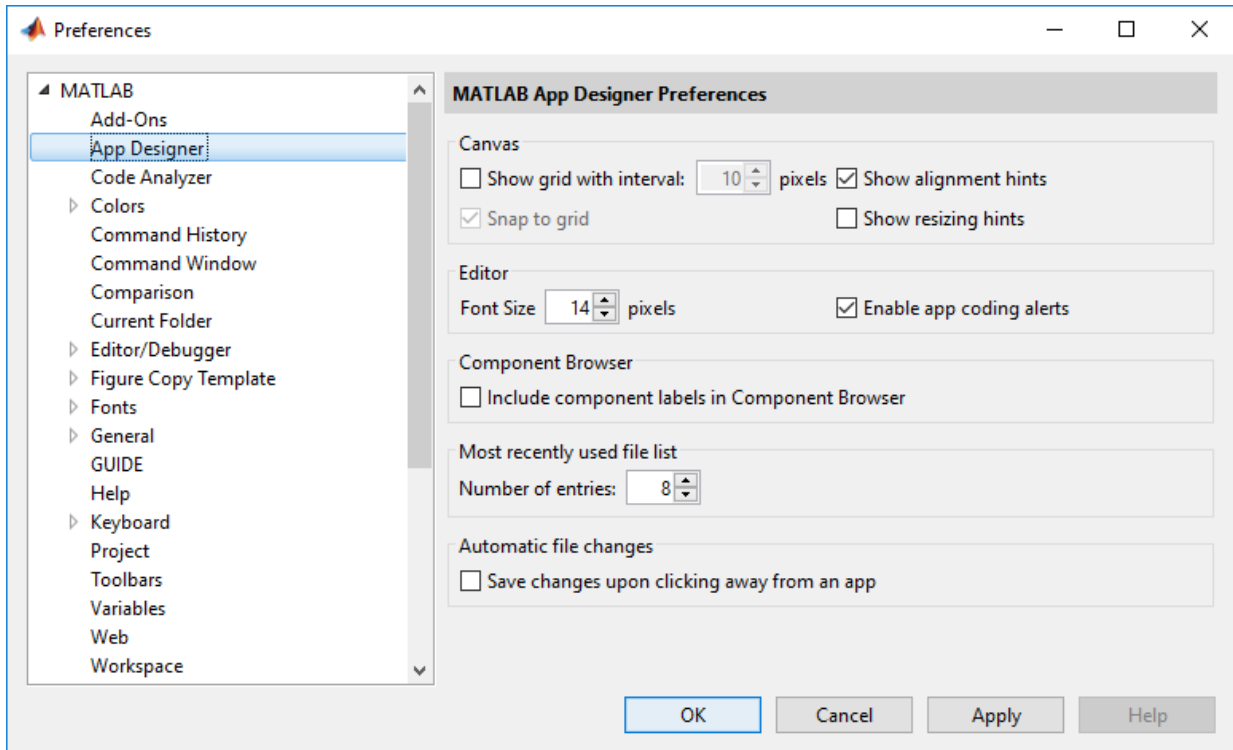 Preferences
MATLAB
Add-Ons
App Designer
Code Analyzer
Colors
Command History
Command Window
Comparison
Current Folder
Editor/Debugger
Figure Copy Template
Fonts
General
GUIDE
Help
Keyboard
Project
Toolbars
Variables
Web
Workspace
MATLAB App Designer Preferences
Canvas
Show grid with interval: 10 pixels Show alignment hints
Snap to grid Show resizing hints
Editor
Font Size 14 pixels Enable app coding alerts
Component Browser
Include component labels in Component Browser
Most recently used file list
Number of entries: 8
Automatic file changes
Save changes upon clicking away from an app
OK Cancel Apply Help